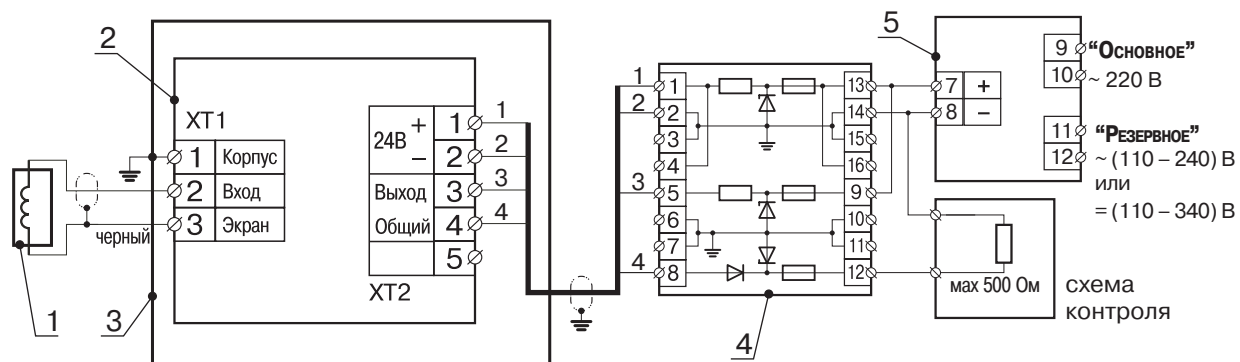 2
XT1
1 Корпус
2 Вход
3 Экран
черный
1
3
24В
+
−
1
2
Выход 3
Общий 4
5
XT2
1
2
3
4
1
2
3
4
1
2
3
4
5
6
7
8
13
14
15
16
9
10
11
12
4
5
7 +
8 −
9 “Основное”
10 ~ 220 В
11 “Резервное”
12 ~ (110 – 240) В
или
= (110 – 340) В
мах 500 Ом
схема
контроля